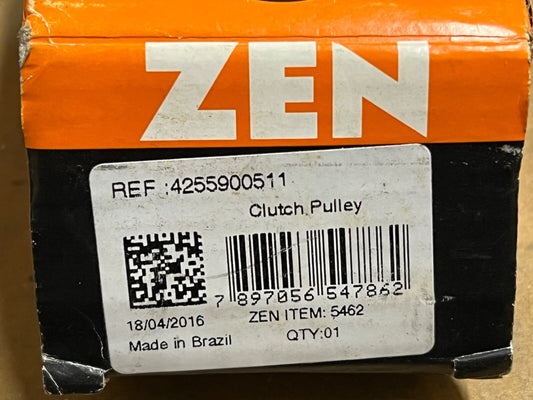 ZEN
REF :4255900511
Clutch Pulley
7 897056 547862
18/04/2016
ZEN ITEM: 5462
Made in Brazil
QTY:01